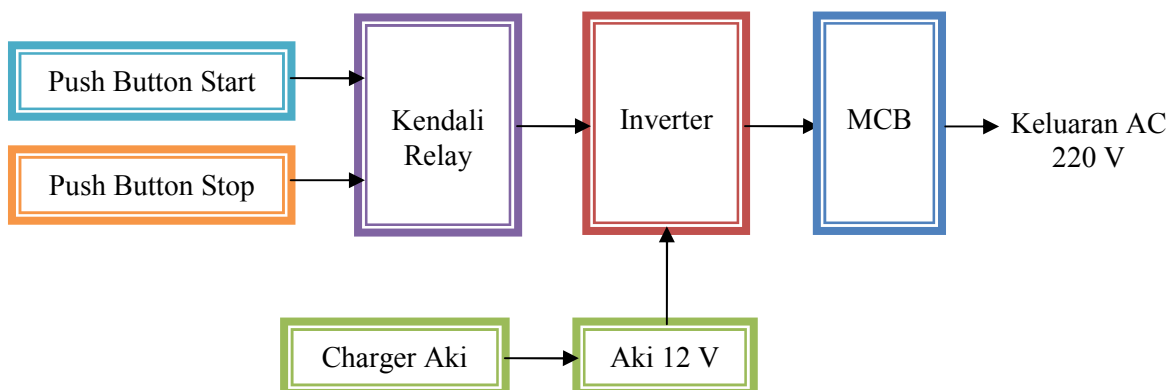 Push Button Start
Push Button Stop
Kendali
Relay
Inverter
MCB
Keluaran AC
220 V
Charger Aki
Aki 12 V